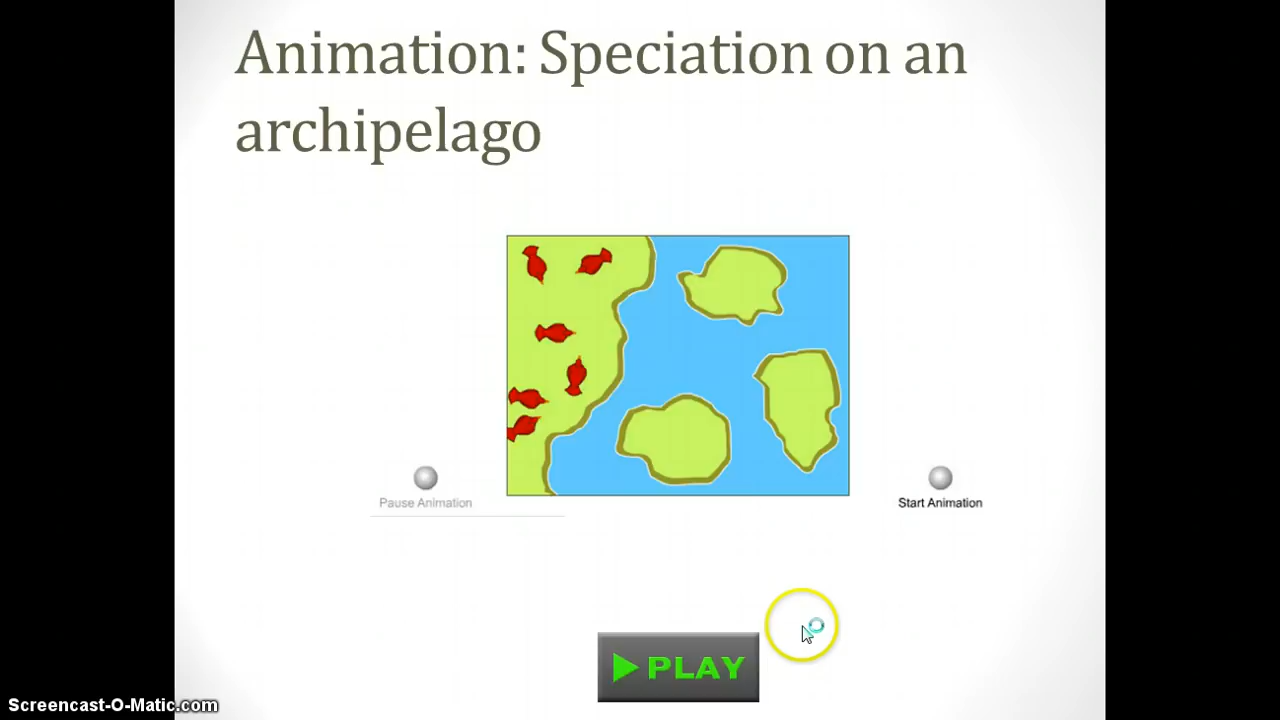 Animation: Speciation on an
archipelago
Pause Animation
Start Animation
PLAY
Screencast-O-Matic.com